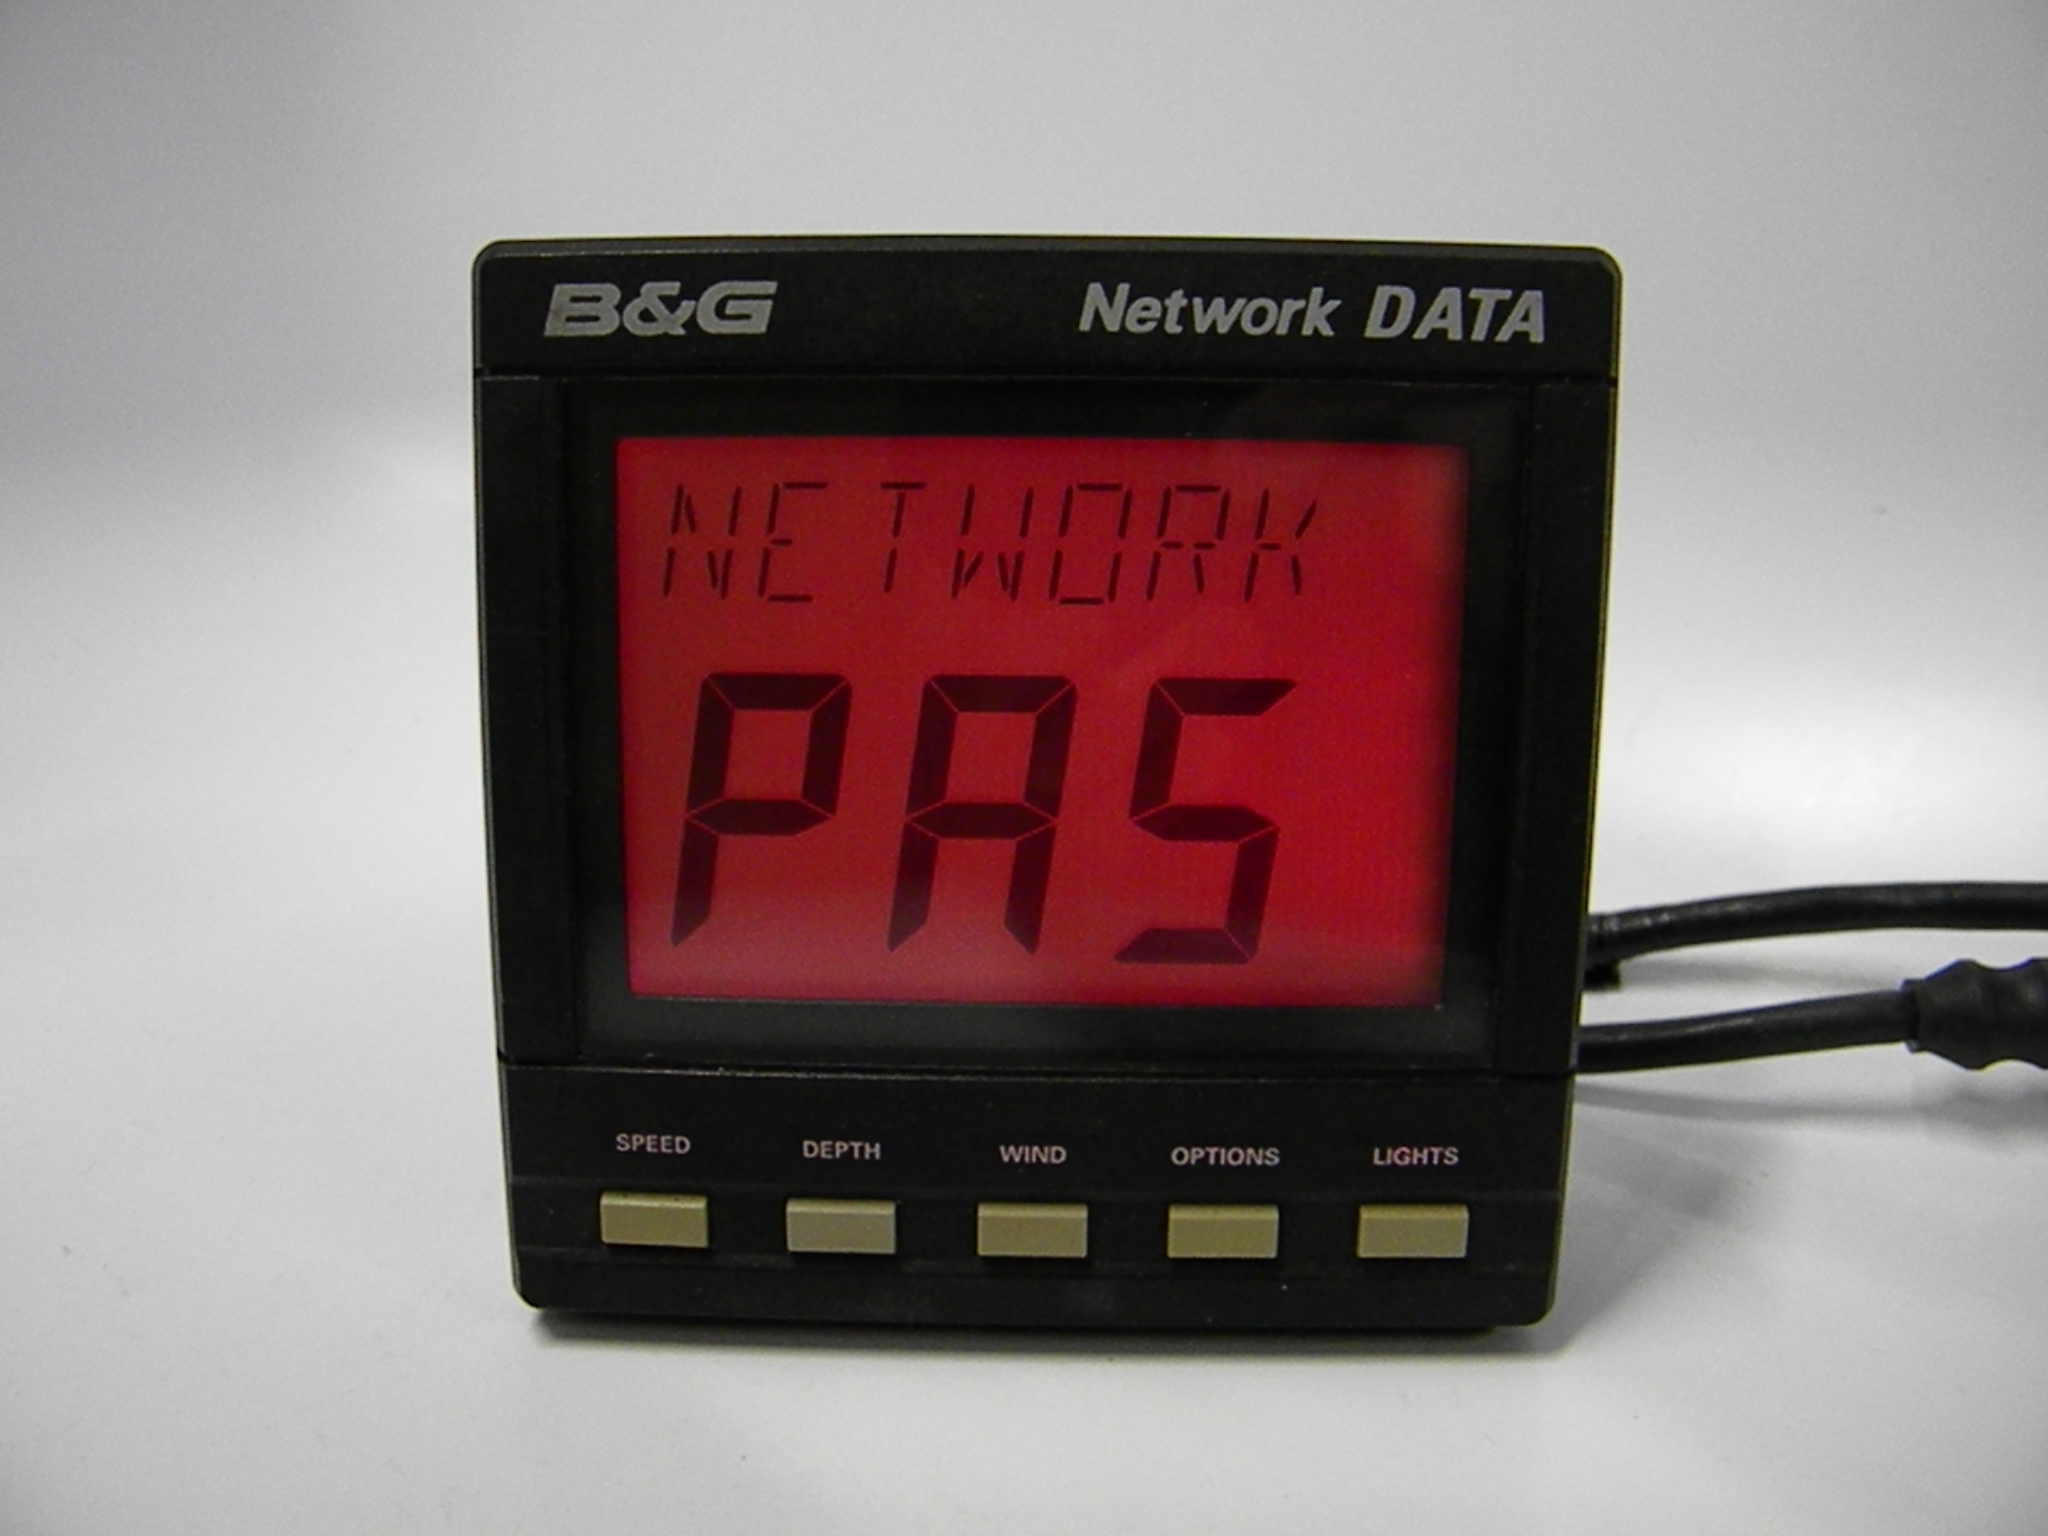 B&G Network DATA
NETWORK
PAS
SPEED DEPTH WIND OPTIONS LIGHTS